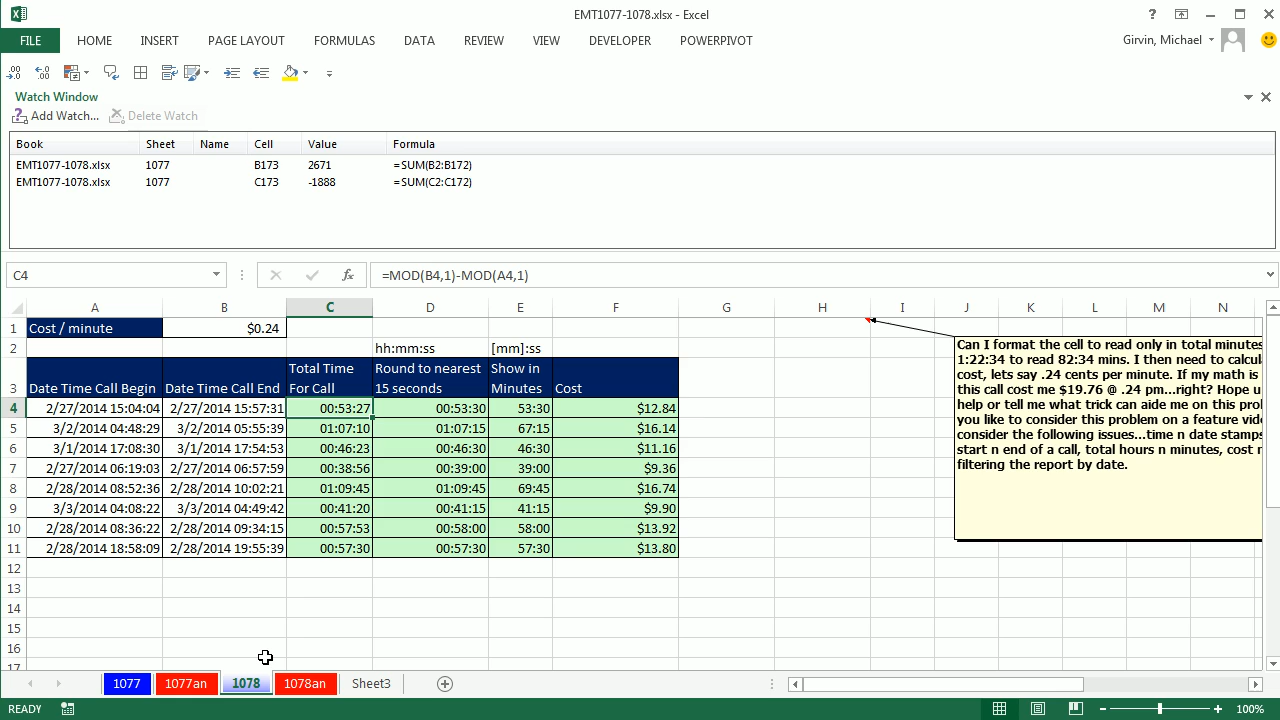 EMT1077-1078.xlsx - Excel
FILE HOME INSERT PAGE LAYOUT FORMULAS DATA REVIEW VIEW DEVELOPER POWERPIVOT Girvin, Michael
Watch Window
Add Watch... Delete Watch
Book Sheet Name Cell Value Formula
EMT1077-1078.xlsx 1077 B173 2671 =SUM(B2:B172)
EMT1077-1078.xlsx 1077 C173 -1888 =SUM(C2:C172)
C4 fx =MOD(B4,1)-MOD(A4,1)
A B C D E F G H I J K L M N
1 Cost / minute $0.24
2 hh:mm:ss [mm]:ss
3 Date Time Call Begin Date Time Call End Total Time For Call Round to nearest 15 seconds Show in Minutes Cost
4 2/27/2014 15:04:04 2/27/2014 15:57:31 00:53:27 00:53:30 53:30 $12.84
5 3/2/2014 04:48:29 3/2/2014 05:55:39 01:07:10 01:07:15 67:15 $16.14
6 3/1/2014 17:08:30 3/1/2014 17:54:53 00:46:23 00:46:30 46:30 $11.16
7 2/27/2014 06:19:03 2/27/2014 06:57:59 00:38:56 00:39:00 39:00 $9.36
8 2/28/2014 08:52:36 2/28/2014 10:02:21 01:09:45 01:09:45 69:45 $16.74
9 3/3/2014 04:08:22 3/3/2014 04:49:42 00:41:20 00:41:15 41:15 $9.90
10 2/28/2014 08:36:22 2/28/2014 09:34:15 00:57:53 00:58:00 58:00 $13.92
11 2/28/2014 18:58:09 2/28/2014 19:55:39 00:57:30 00:57:30 57:30 $13.80
12
13
14
15
16
17
Can I format the cell to read only in total minutes
1:22:34 to read 82:34 mins. I then need to calcul
cost, lets say .24 cents per minute. If my math is
this call cost me $19.76 @ .24 pm...right? Hope u
help or tell me what trick can aide me on this prol
you like to consider this problem on a feature vide
consider the following issues...time n date stamps
start n end of a call, total hours n minutes, cost n
filtering the report by date.
1077 1077an 1078 1078an Sheet3
READY 100%